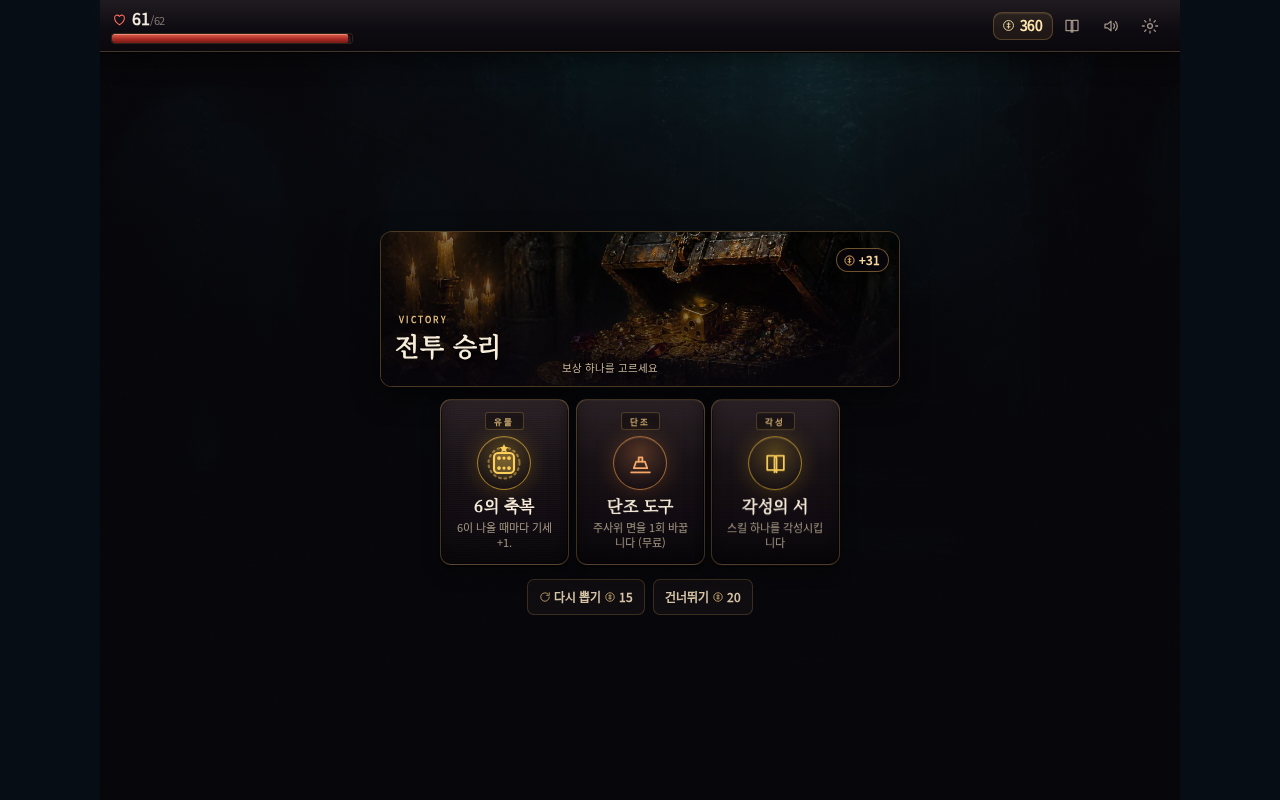 61/62
360
+31
VICTORY
전투 승리
보상 하나를 고르세요
유물
6의 축복
6이 나올 때마다 기세
+1.
단조
단조 도구
주사위 면을 1회 바꿉
니다 (무료)
각성
각성의 서
스킬 하나를 각성시킵
니다
다시 뽑기 15
건너뛰기 20